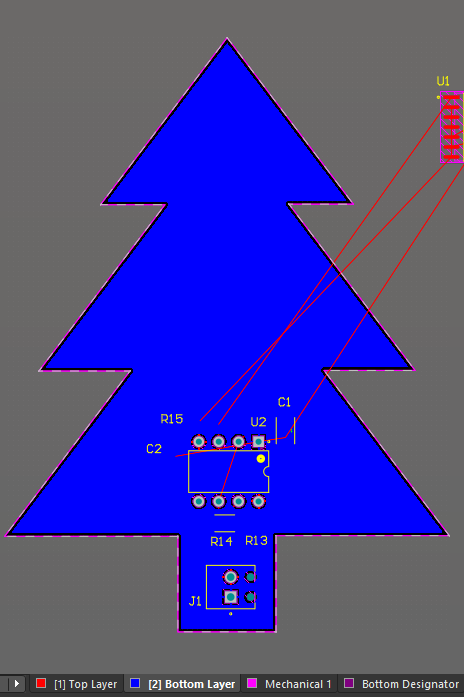 U1
C1
R15
U2
C2
R14 R13
J1
[1] Top Layer [2] Bottom Layer Mechanical 1 Bottom Designator